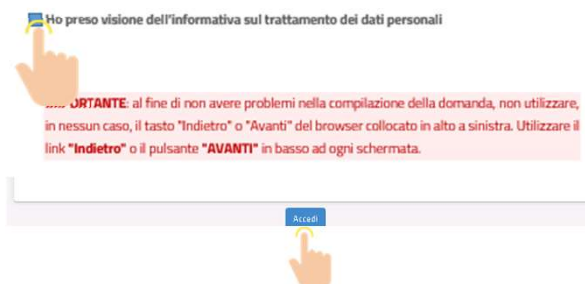 Ho preso visione dell'informativa sul trattamento dei dati personali
IMPORTANTE: al fine di non avere problemi nella compilazione della domanda, non utilizzare,
in nessun caso, il tasto "Indietro" o "Avanti" del browser collocato in alto a sinistra. Utilizzare il
link "Indietro" o il pulsante "AVANTI" in basso ad ogni schermata.
Accedi